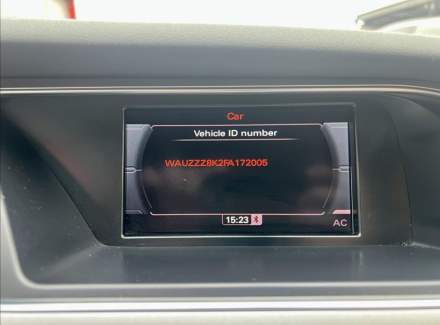 Car
Vehicle ID number
WAUZZZ8K2FA172005
15:23
AC